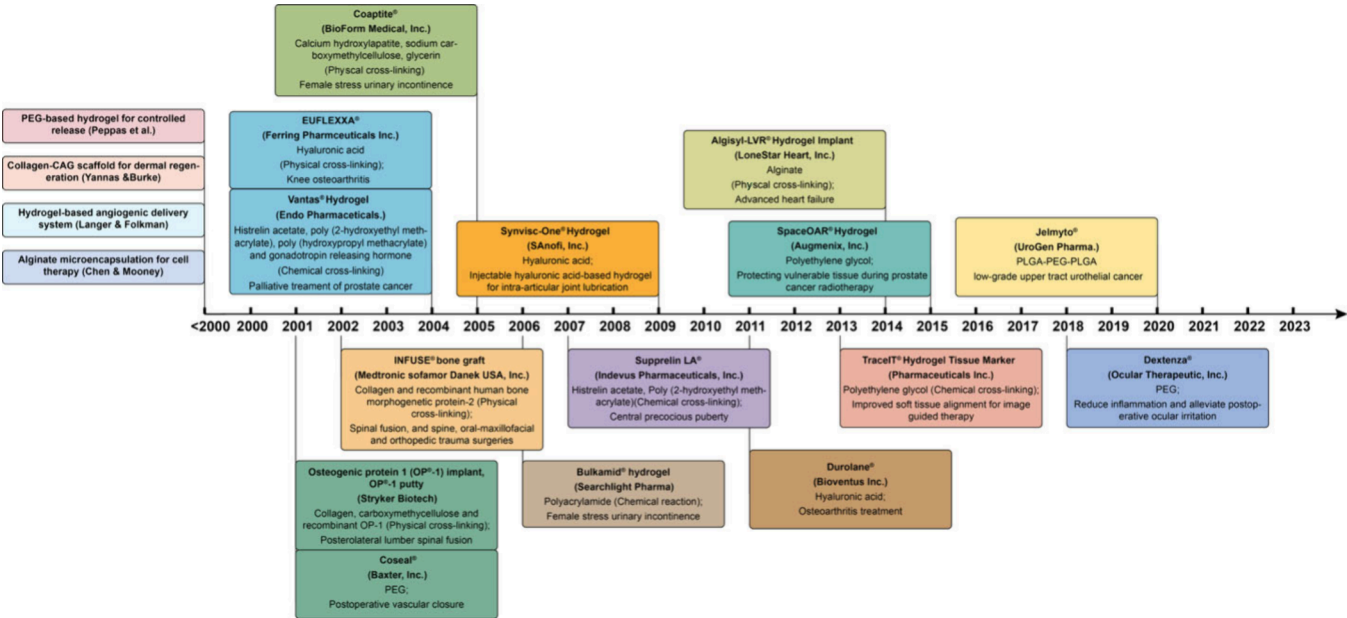 Coaptite®
(BioForm Medical, Inc.)
Calcium hydroxylapatite, sodium car-
boxymethylcellulose, glycerin
(Physcal cross-linking)
Female stress urinary incontinence
PEG-based hydrogel for controlled
release (Peppas et al.)
Collagen-CAG scaffold for dermal regen-
eration (Yannas &Burke)
Hydrogel-based angiogenic delivery
system (Langer & Folkman)
Alginate microencapsulation for cell
therapy (Chen & Mooney)
EUFLEXXA®
(Ferring Pharmceuticals Inc.)
Hyaluronic acid
(Physical cross-linking);
Knee osteoarthritis
Vantas® Hydrogel
(Endo Pharmaceticals.)
Histrelin acetate, poly (2-hydroxyethyl meth-
acrylate), poly (hydroxypropyl methacrylate)
and gonadotropin releasing hormone
(Chemical cross-linking)
Palliative treament of prostate cancer
Synvisc-One® Hydrogel
(SAnofi, Inc.)
Hyaluronic acid;
Injectable hyaluronic acid-based hydrogel
for intra-articular joint lubrication
Algisyl-LVR® Hydrogel Implant
(LoneStar Heart, Inc.)
Alginate
(Physcal cross-linking);
Advanced heart failure
SpaceOAR® Hydrogel
(Augmenix, Inc.)
Polyethylene glycol;
Protecting vulnerable tissue during prostate
cancer radiotherapy
Jelmyto®
(UroGen Pharma.)
PLGA-PEG-PLGA
low-grade upper tract urothelial cancer
<2000 2000 2001 2002 2003 2004 2005 2006 2007 2008 2009 2010 2011 2012 2013 2014 2015 2016 2017 2018 2020 2021 2022 2023
INFUSE® bone graft
(Medtronic sofamor Danek USA, Inc.)
Collagen and recombinant human bone
morphogenetic protein-2 (Physical
cross-linking);
Spinal fusion, and spine, oral-maxillofacial
and orthopedic trauma surgeries
Supprelin LA®
(Indevus Pharmaceuticals, Inc.)
Histrelin acetate, Poly (2-hydroxyethyl meth-
acrylate)(Chemical cross-linking);
Central precocious puberty
TraceIT® Hydrogel Tissue Marker
(Pharmaceuticals Inc.)
Polyethylene glycol (Chemical cross-linking);
Improved soft tissue alignment for image
guided therapy
Dextenza®
(Ocular Therapeutic, Inc.)
PEG;
Reduce inflammation and alleviate postop-
erative ocular irritation
Osteogenic protein 1 (OP®-1) implant,
OP®-1 putty
(Stryker Biotech)
Collagen, carboxymethycellulose and
recombinant OP-1 (Physical cross-linking);
Posterolateral lumber spinal fusion
Bulkamid® hydrogel
(Searchlight Pharma)
Polyacrylamide (Chemical reaction);
Female stress urinary incontinence
Durolane®
(Bioventus Inc.)
Hyaluronic acid;
Osteoarthritis treatment
Coseal®
(Baxter, Inc.)
PEG;
Postoperative vascular closure